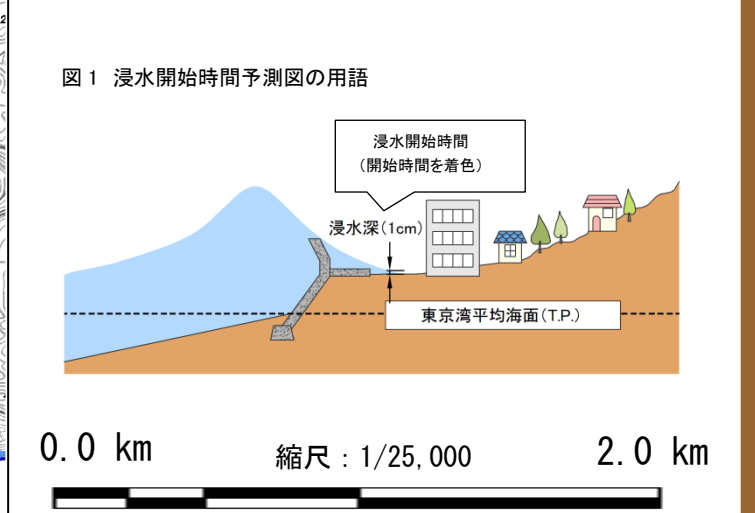 図1 浸水開始時間予測図の用語
浸水開始時間
(開始時間を着色)
浸水深(1cm)
東京湾平均海面(T.P.)
0.0 km
縮尺：1/25,000
2.0 km